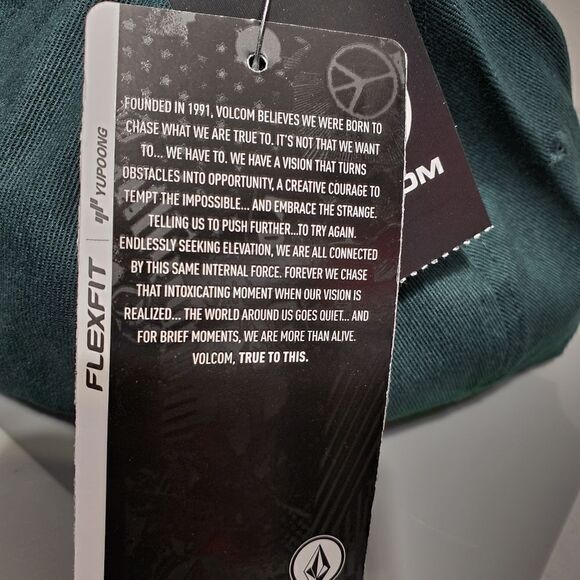 FOUNDED IN 1991, VOLCOM BELIEVES WE WERE BORN TO
CHASE WHAT WE ARE TRUE TO. IT'S NOT THAT WE WANT
TO... WE HAVE TO. WE HAVE A VISION THAT TURNS
OBSTACLES INTO OPPORTUNITY, A CREATIVE COURAGE TO
TEMPT THE IMPOSSIBLE... AND EMBRACE THE STRANGE.
TELLING US TO PUSH FURTHER...TO TRY AGAIN.
ENDLESSLY SEEKING ELEVATION, WE ARE ALL CONNECTED
BY THIS SAME INTERNAL FORCE. FOREVER WE CHASE
THAT INTOXICATING MOMENT WHEN OUR VISION IS
REALIZED... THE WORLD AROUND US GOES QUIET... AND
FOR BRIEF MOMENTS, WE ARE MORE THAN ALIVE.
VOLCOM, TRUE TO THIS.
FLEXFIT | YUPOONG
OM